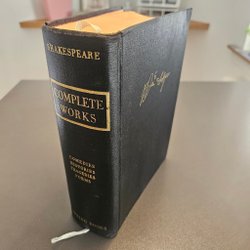 SHAKESPEARE
COMPLETE
WORKS
COMEDIES
HISTORIES
TRAGEDIES
POEMS